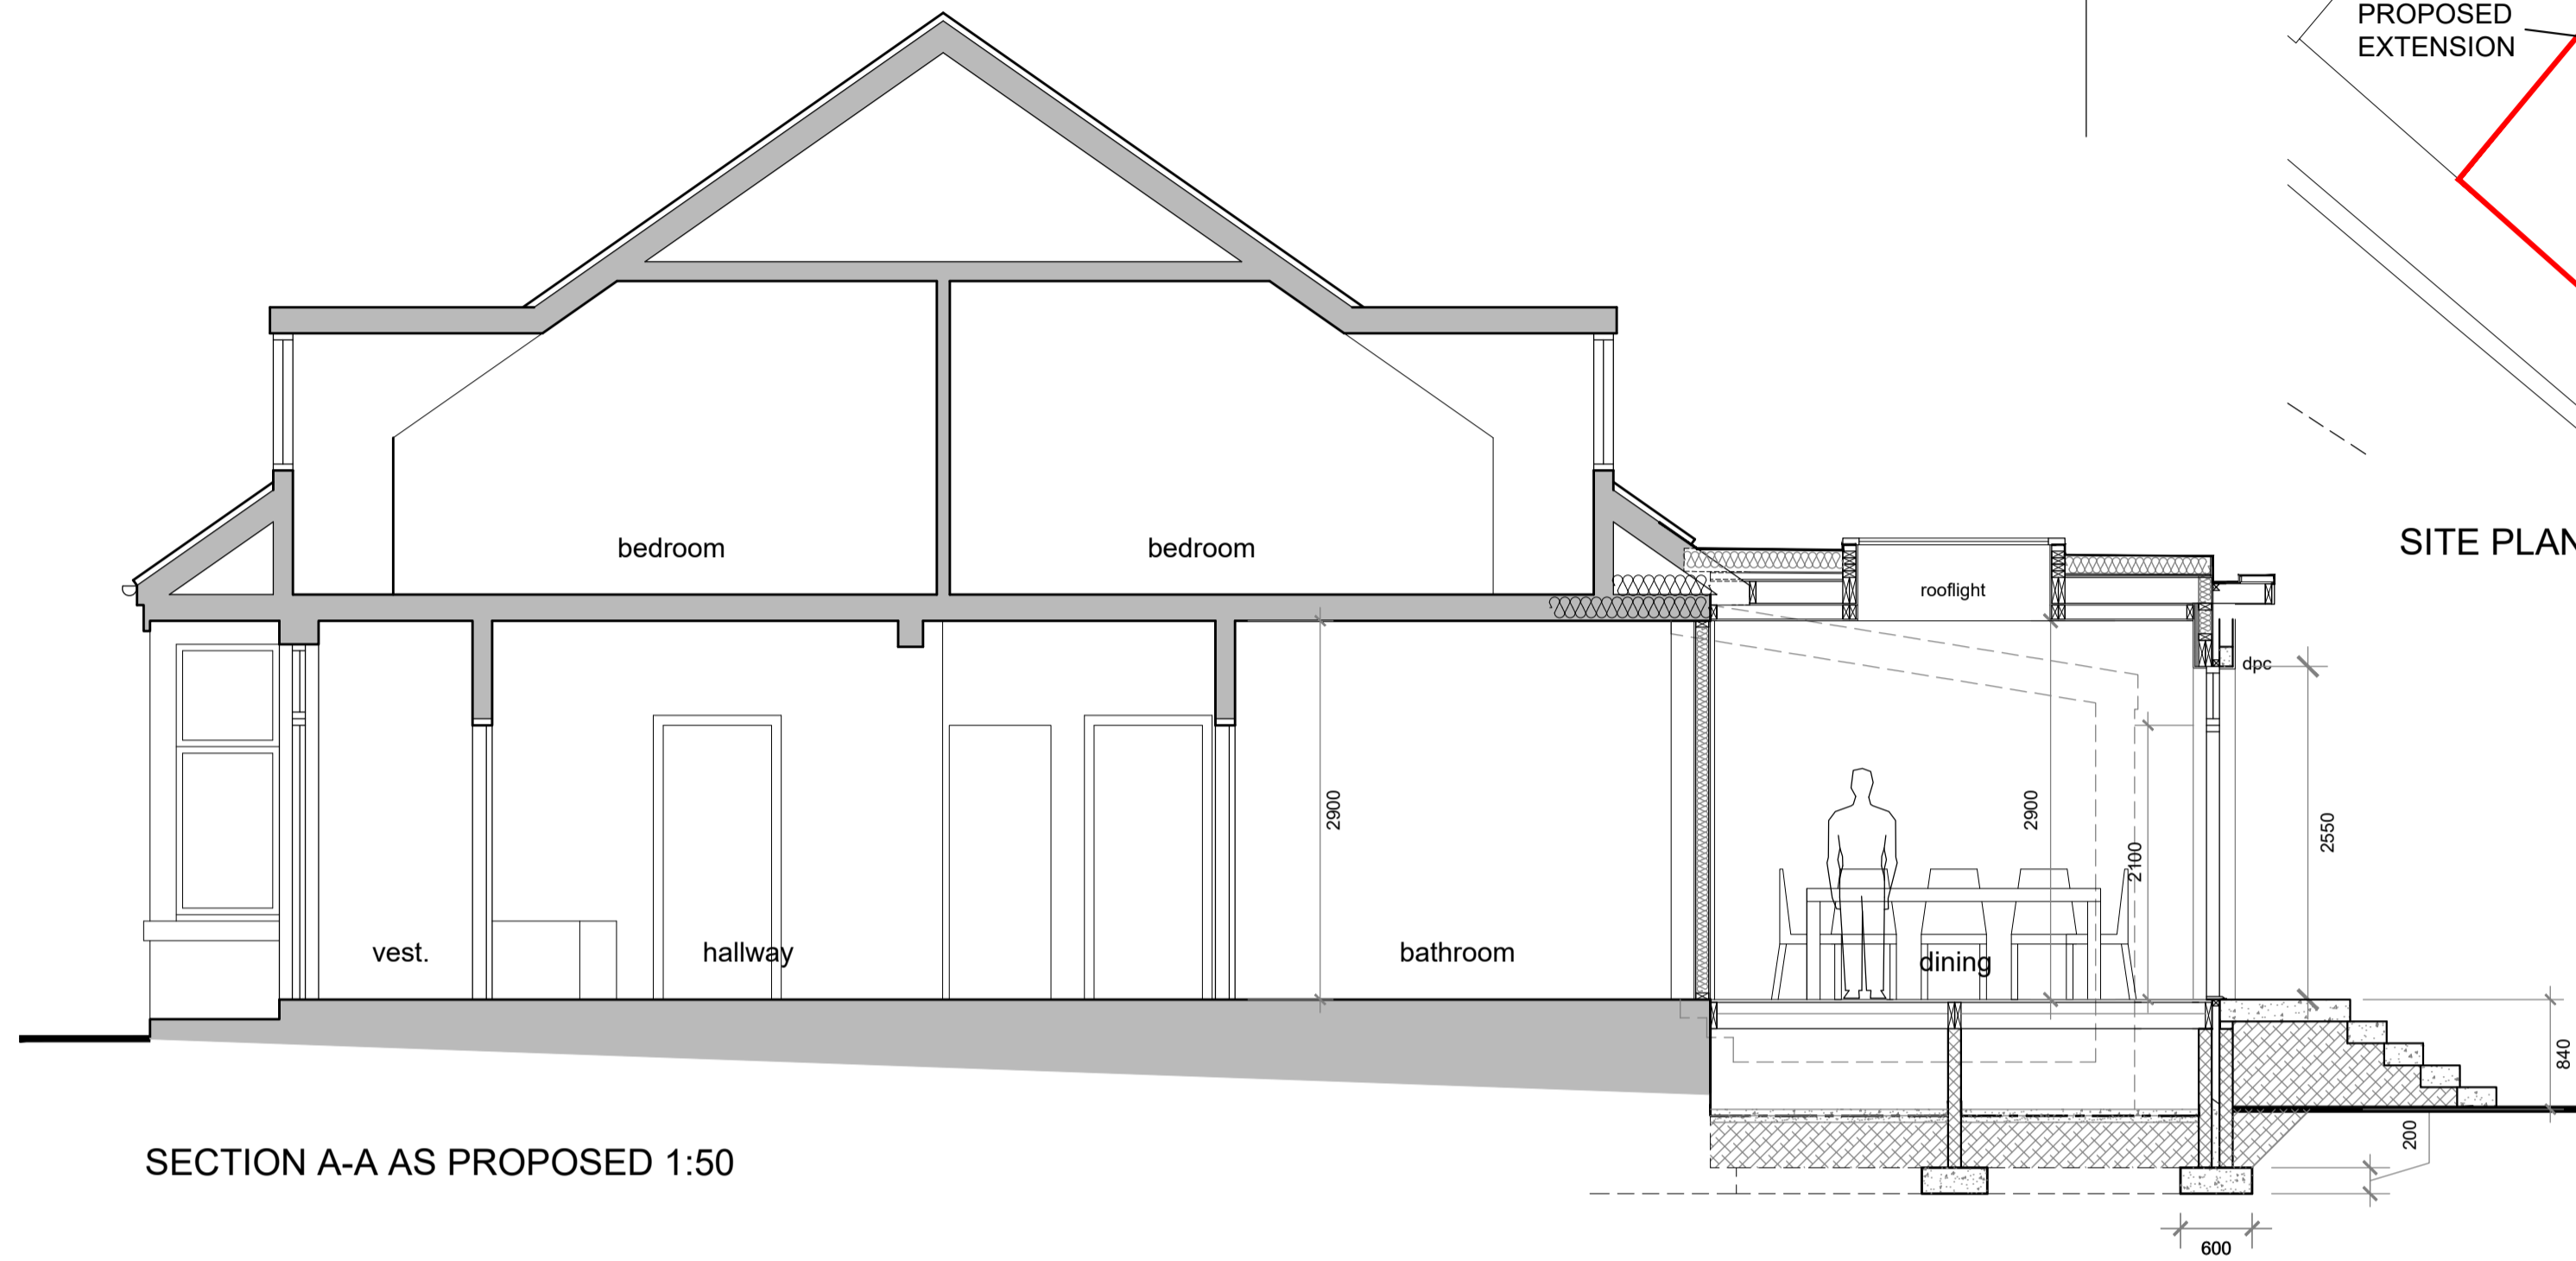 PROPOSED
EXTENSION
SITE PLAN
bedroom
bedroom
rooflight
dpc
2900
2900
2100
2550
vest.
hallway
bathroom
dining
840
200
600
SECTION A-A AS PROPOSED 1:50